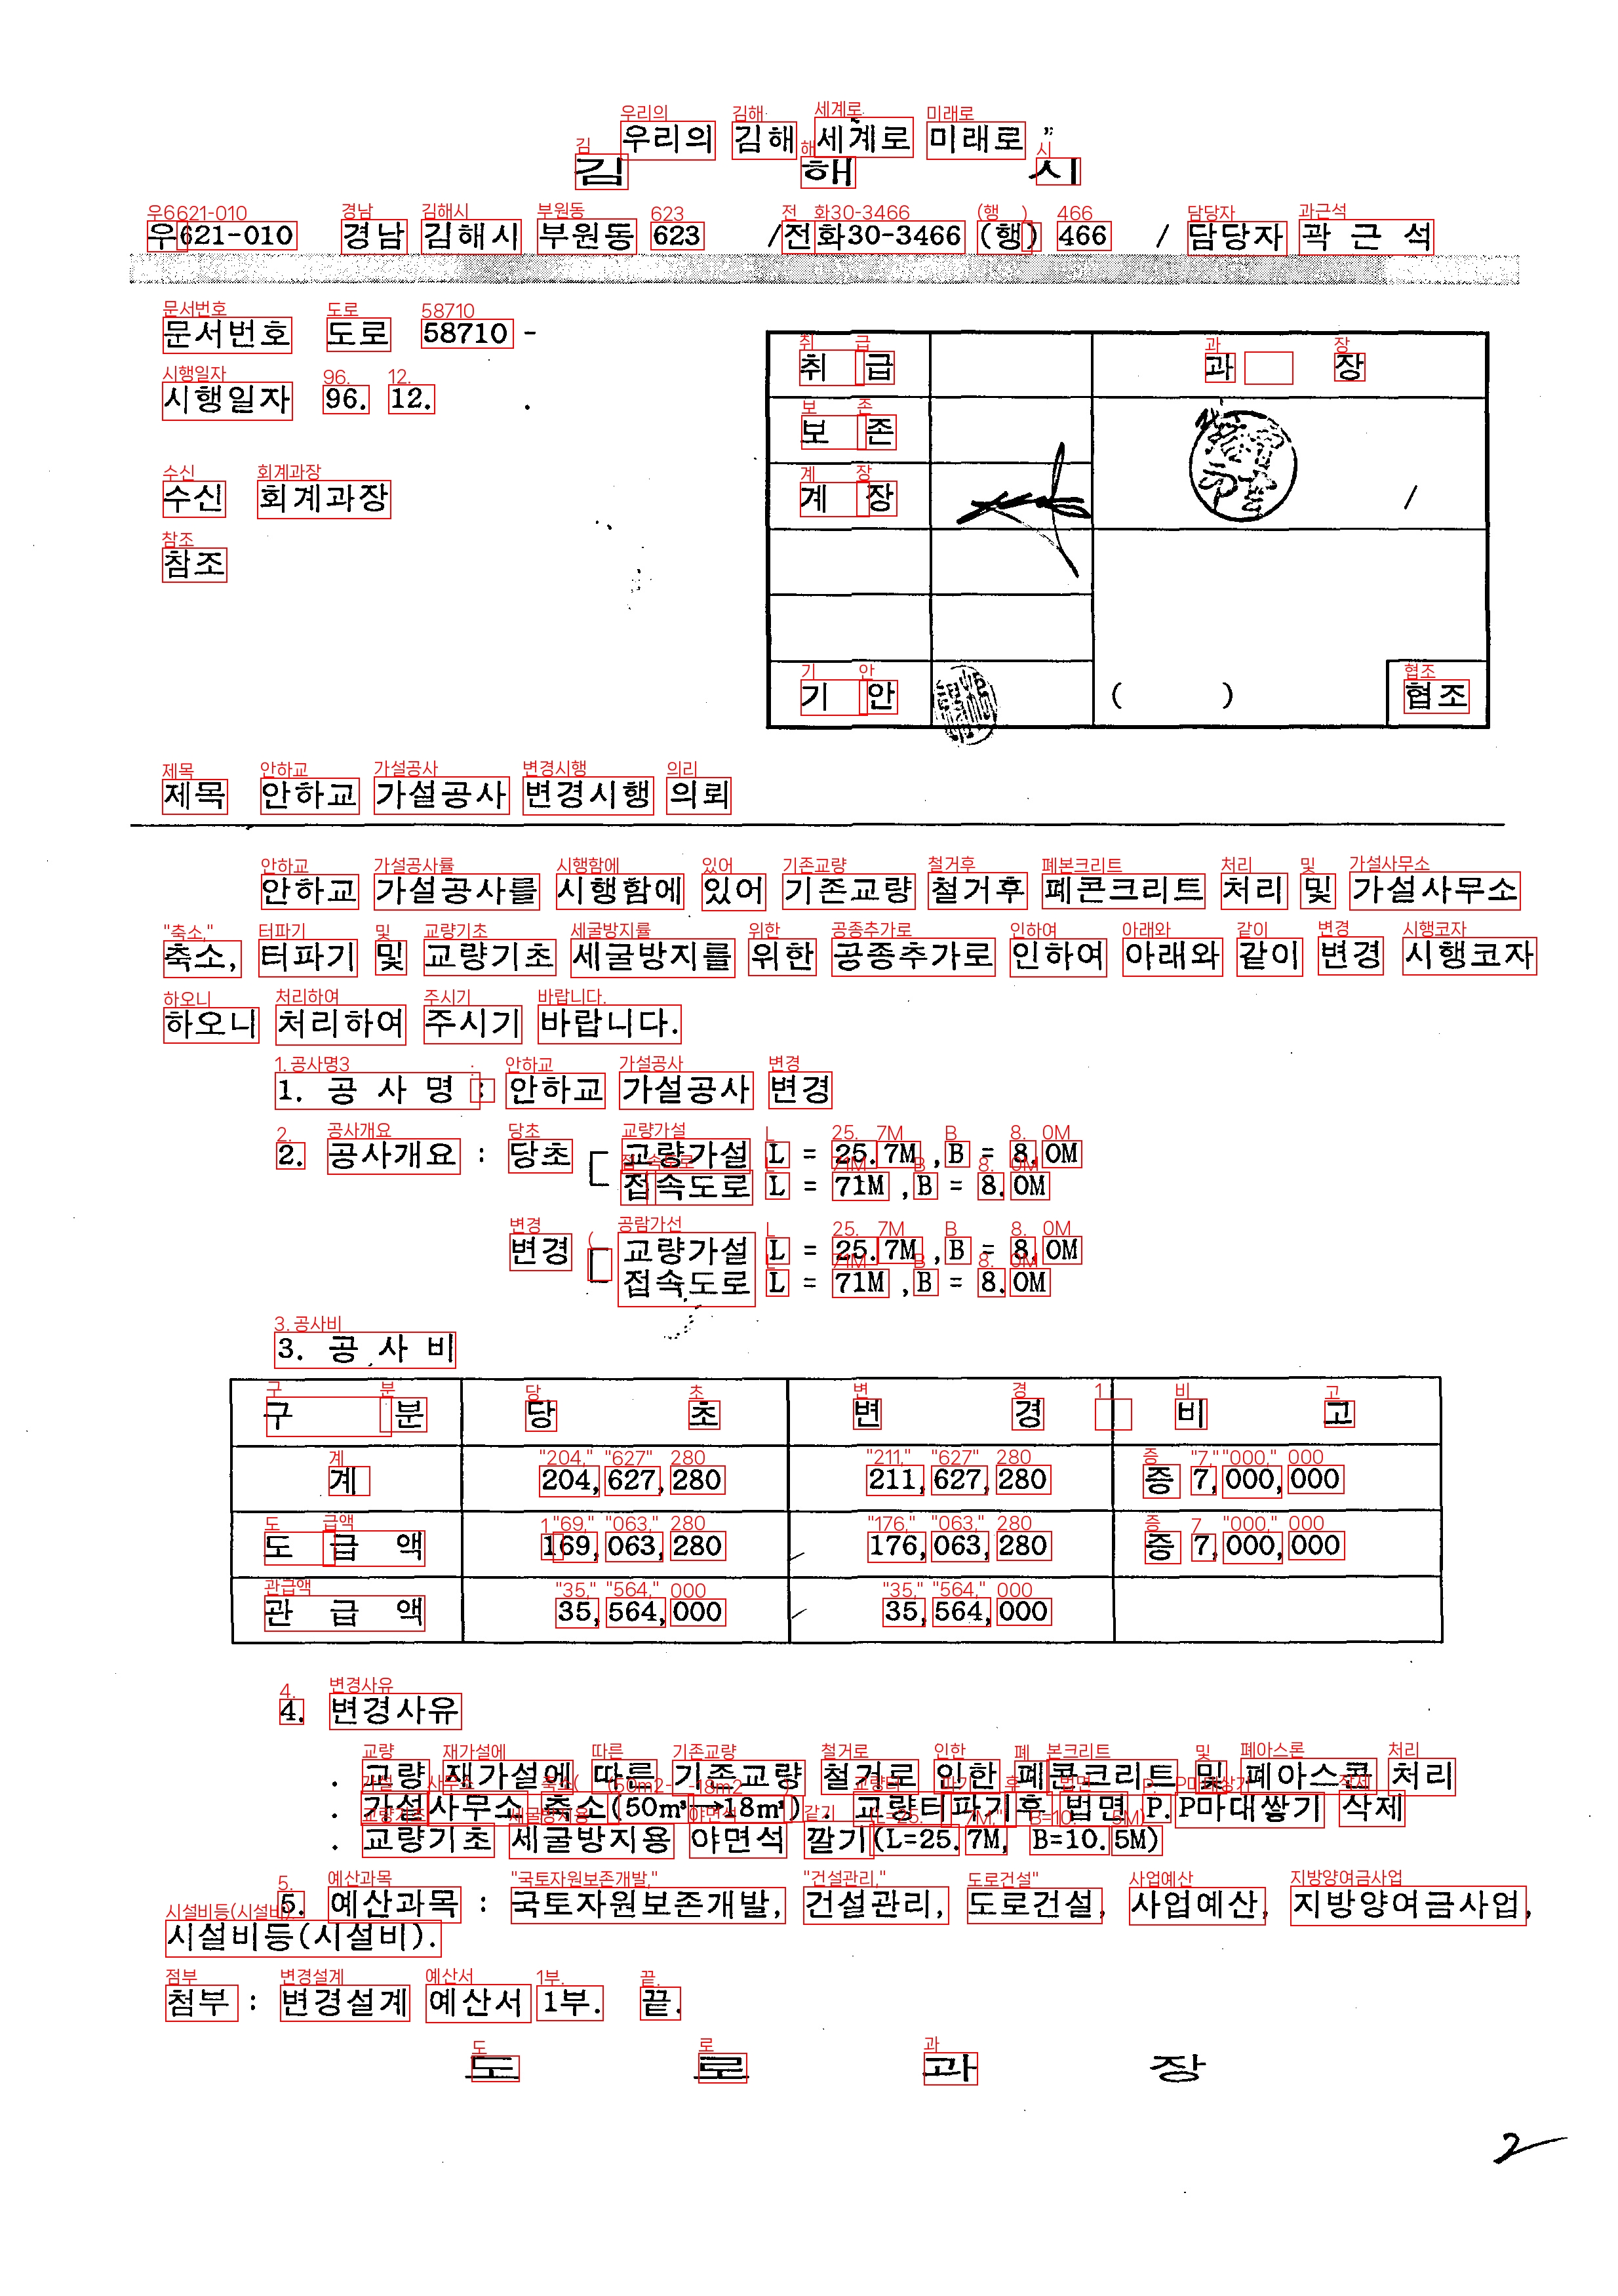 우리의 김해 세계로 미래로 "
김 해 시
우621-010 경남 김해시 부원동 623 /전화30-3466 (행) 466 / 담당자 곽 근 석
문서번호 도로 58710 -
시행일자 96. 12. .
수신 회계과장
참조
취 급 과 장
보 존
계 장
기 안 ( ) 협조
제목 안하교 가설공사 변경시행 의뢰
안하교 가설공사를 시행함에 있어 기존교량 철거후 폐콘크리트 처리 및 가설사무소
축소, 터파기 및 교량기초 세굴방지를 위한 공종추가로 인하여 아래와 같이 변경 시행코자
하오니 처리하여 주시기 바랍니다.
1. 공 사 명 : 안하교 가설공사 변경
2. 공사개요 : 당초 교량가설 L = 25.7M ,B = 8.0M
접속도로 L = 71M ,B = 8.0M
변경 교량가설 L = 25.7M ,B = 8.0M
접속도로 L = 71M ,B = 8.0M
3. 공 사 비
구 분 당 초 변 경 비 고
계 204,627,280 211,627,280 증 7,000,000
도 급 액 169,063,280 176,063,280 증 7,000,000
관 급 액 35,564,000 35,564,000
4. 변경사유
. 교량 재가설에 따른 기존교량 철거로 인한 폐콘크리트 및 폐아스콘 처리
. 가설사무소 축소(50m²→18m²) . 교량터파기후 법면 P.P마대쌓기 삭제
. 교량기초 세굴방지용 야면석 깔기(L=25.7M, B=10.5M)
5. 예산과목 : 국토자원보존개발, 건설관리, 도로건설, 사업예산, 지방양여금사업,
시설비등(시설비).
첨부 : 변경설계 예산서 1부. 끝.
도 로 과 장
2